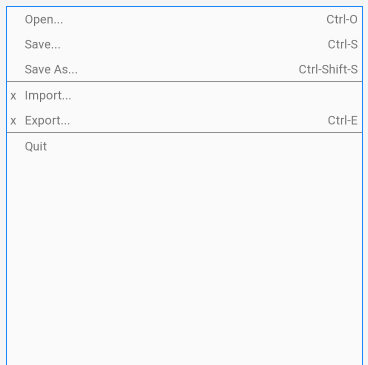 Open... Ctrl-O
Save... Ctrl-S
Save As... Ctrl-Shift-S
x Import...
x Export... Ctrl-E
Quit